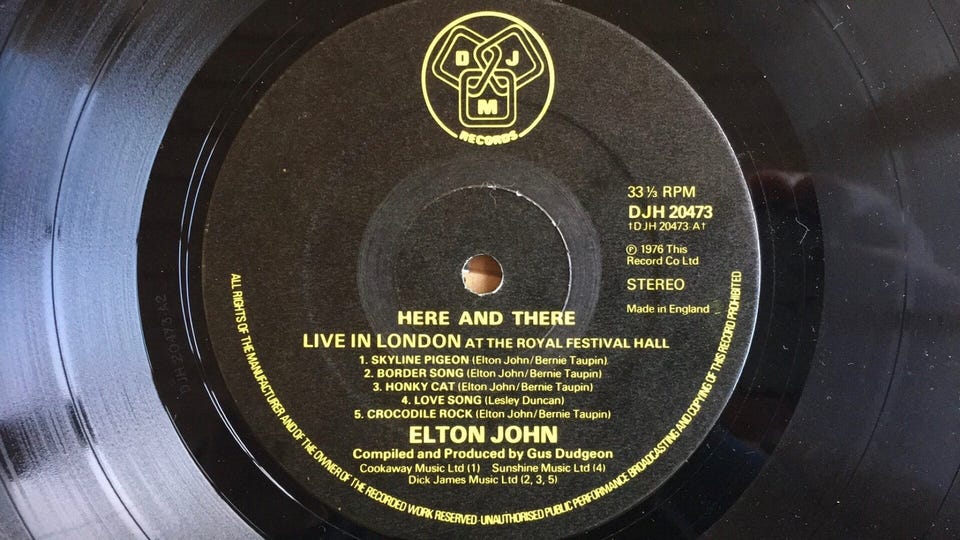 D J
M
RECORDS
33 ⅓ RPM
DJH 20473
†DJH 20473 A†
℗ 1976 This
Record Co Ltd
STEREO
Made in England
HERE AND THERE
LIVE IN LONDON AT THE ROYAL FESTIVAL HALL
1. SKYLINE PIGEON (Elton John/Bernie Taupin)
2. BORDER SONG (Elton John/Bernie Taupin)
3. HONKY CAT (Elton John/Bernie Taupin)
4. LOVE SONG (Lesley Duncan)
5. CROCODILE ROCK (Elton John/Bernie Taupin)
ELTON JOHN
Compiled and Produced by Gus Dudgeon
Cookaway Music Ltd (1) Sunshine Music Ltd (4)
Dick James Music Ltd (2, 3, 5)
ALL RIGHTS OF THE MANUFACTURER AND OF THE OWNER OF THE RECORDED WORK RESERVED · UNAUTHORISED PUBLIC PERFORMANCE BROADCASTING AND COPYING OF THIS RECORD PROHIBITED